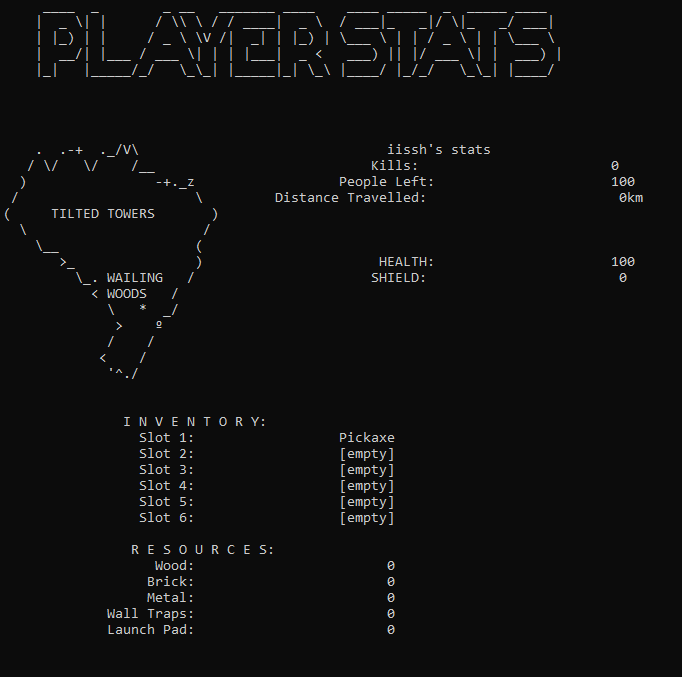 PLAYER STATS
iissh's stats
Kills: 0
People Left: 100
Distance Travelled: 0km
TILTED TOWERS
HEALTH: 100
WAILING SHIELD: 0
WOODS
I N V E N T O R Y:
Slot 1: Pickaxe
Slot 2: [empty]
Slot 3: [empty]
Slot 4: [empty]
Slot 5: [empty]
Slot 6: [empty]
R E S O U R C E S:
Wood: 0
Brick: 0
Metal: 0
Wall Traps: 0
Launch Pad: 0